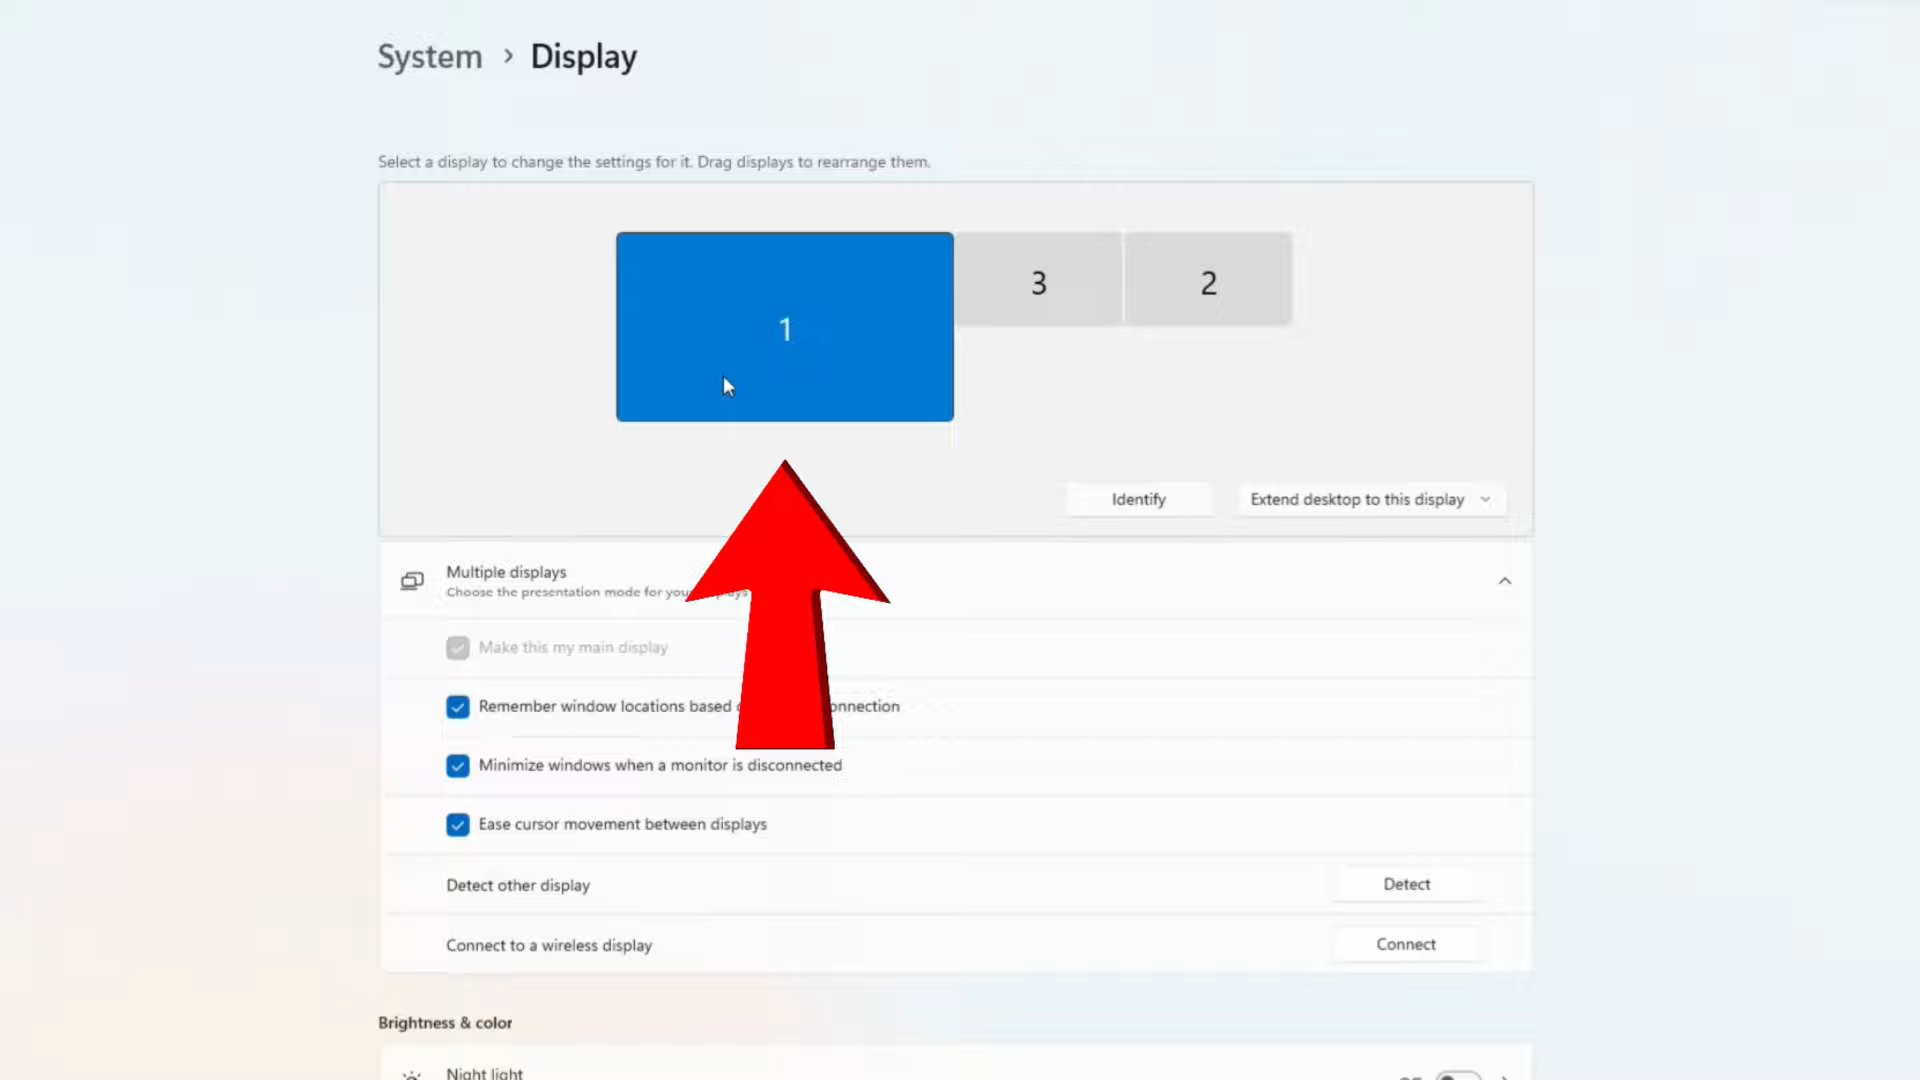 System > Display
Select a display to change the settings for it. Drag displays to rearrange them.
1
3
2
Identify
Extend desktop to this display
Multiple displays
Choose the presentation mode for your
Make this my main display
Remember window locations based
Minimize windows when a monitor is disconnected
Ease cursor movement between displays
Detect other display
Detect
Connect to a wireless display
Connect
Brightness & color
Night light